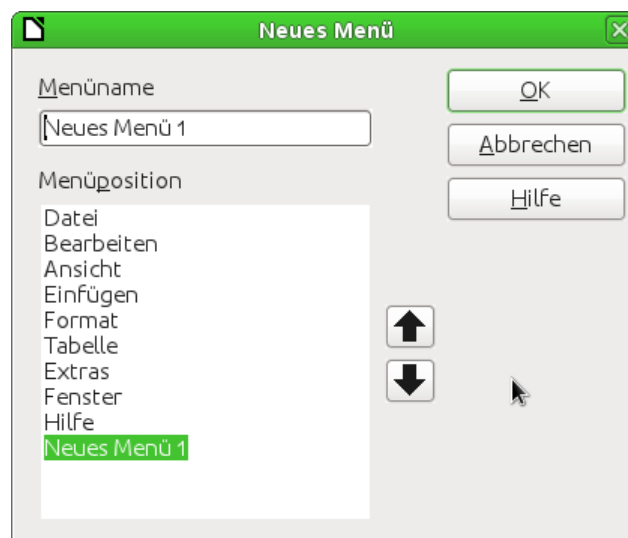 Neues Menü
Menüname
Neues Menü 1
Menüposition
Datei
Bearbeiten
Ansicht
Einfügen
Format
Tabelle
Extras
Fenster
Hilfe
Neues Menü 1
OK
Abbrechen
Hilfe